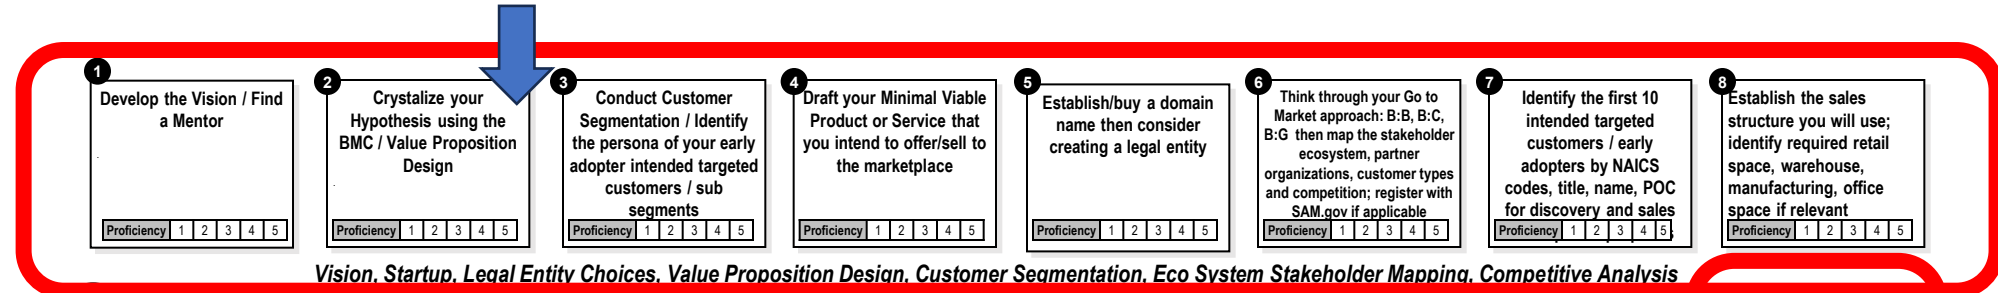 1
Develop the Vision / Find
a Mentor
Proficiency 1 2 3 4 5
2
Crystalize your
Hypothesis using the
BMC / Value Proposition
Design
Proficiency 1 2 3 4 5
3
Conduct Customer
Segmentation / Identify
the persona of your early
adopter intended targeted
customers / sub
segments
Proficiency 1 2 3 4 5
4
Draft your Minimal Viable
Product or Service that
you intend to offer/sell to
the marketplace
Proficiency 1 2 3 4 5
5
Establish/buy a domain
name then consider
creating a legal entity
Proficiency 1 2 3 4 5
6
Think through your Go to
Market approach: B:B, B:C,
B:G then map the stakeholder
ecosystem, partner
organizations, customer types
and competition; register with
SAM.gov if applicable
Proficiency 1 2 3 4 5
7
Identify the first 10
intended targeted
customers / early
adopters by NAICS
codes, title, name, POC
for discovery and sales
Proficiency 1 2 3 4 5
8
Establish the sales
structure you will use;
identify required retail
space, warehouse,
manufacturing, office
space if relevant
Proficiency 1 2 3 4 5
Vision, Startup, Legal Entity Choices, Value Proposition Design, Customer Segmentation, Eco System Stakeholder Mapping, Competitive Analysis